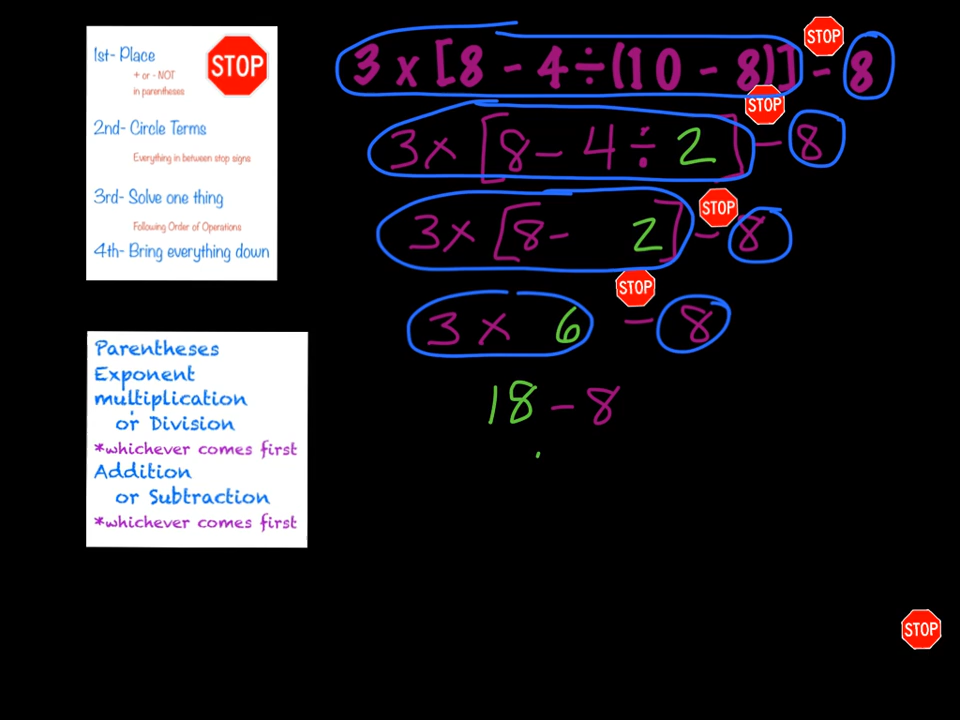 1st- Place
STOP
+ or - NOT
in parentheses
2nd- Circle Terms
Everything in between stop signs
3rd- Solve one thing
Following Order of Operations
4th- Bring everything down
Parentheses
Exponent
multiplication
or Division
*whichever comes first
Addition
or Subtraction
*whichever comes first
STOP
3 x [8 - 4÷(10 - 8)] - 8
STOP
3 x [8 - 4 ÷ 2] - 8
STOP
3 x [8 - 2] - 8
STOP
3 x 6 - 8
18 - 8
STOP